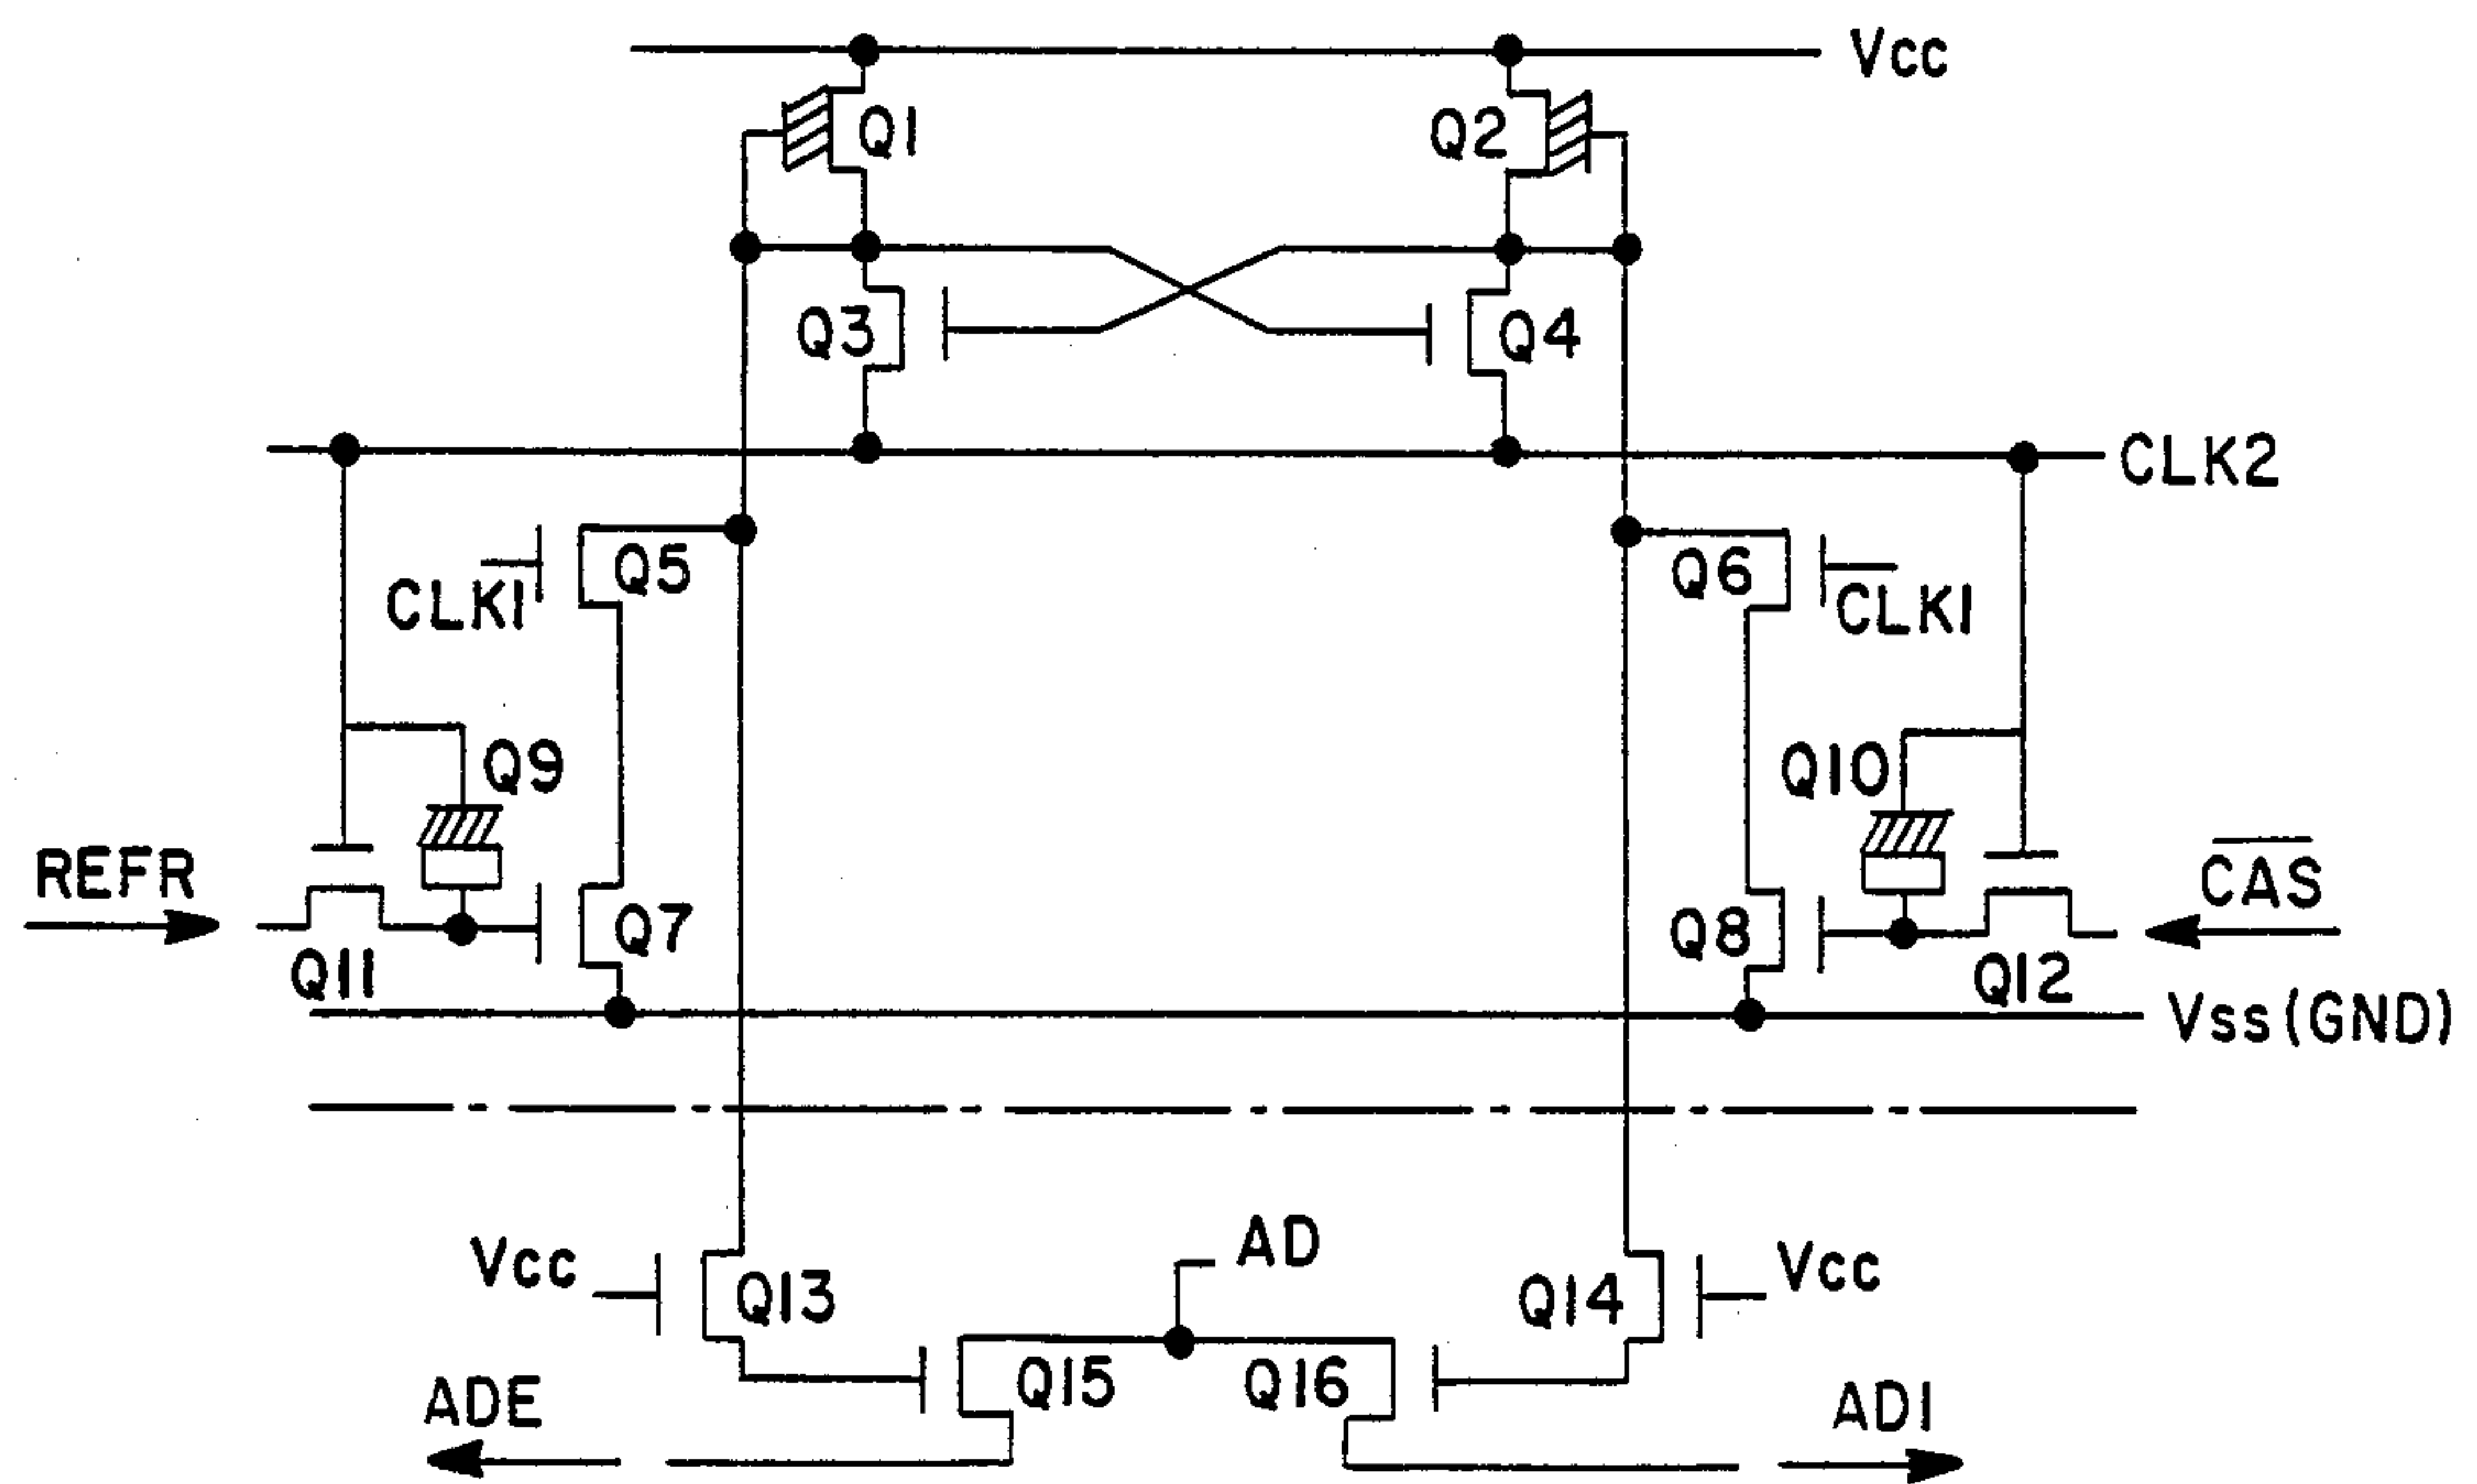 Vcc
Q1
Q2
Q3
Q4
CLK2
Q5
Q6
CLK1
CLK1
Q9
Q10
REFR
C̅A̅S̅
Q7
Q8
Q11
Q12
Vss(GND)
Vcc
AD
Vcc
Q13
Q14
Q15
Q16
ADE
ADI